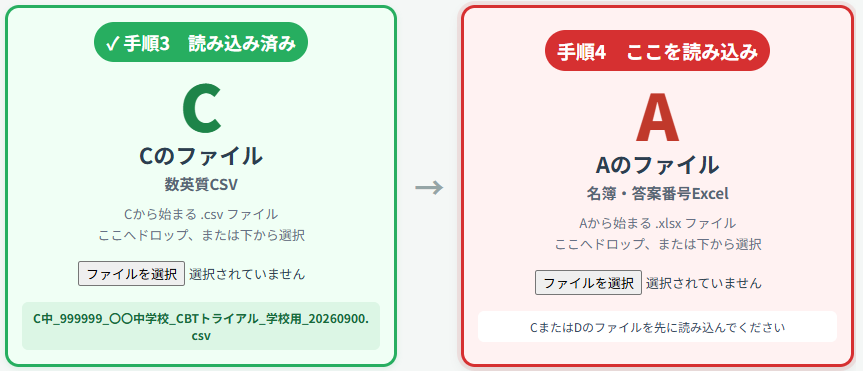 ✓ 手順3　読み込み済み
C
Cのファイル
数英質CSV
Cから始まる .csv ファイル
ここへドロップ、または下から選択
ファイルを選択 選択されていません
C中_999999_〇〇中学校_CBTトライアル_学校用_20260900.
csv
→
手順4　ここを読み込み
A
Aのファイル
名簿・答案番号Excel
Aから始まる .xlsx ファイル
ここへドロップ、または下から選択
ファイルを選択 選択されていません
CまたはDのファイルを先に読み込んでください